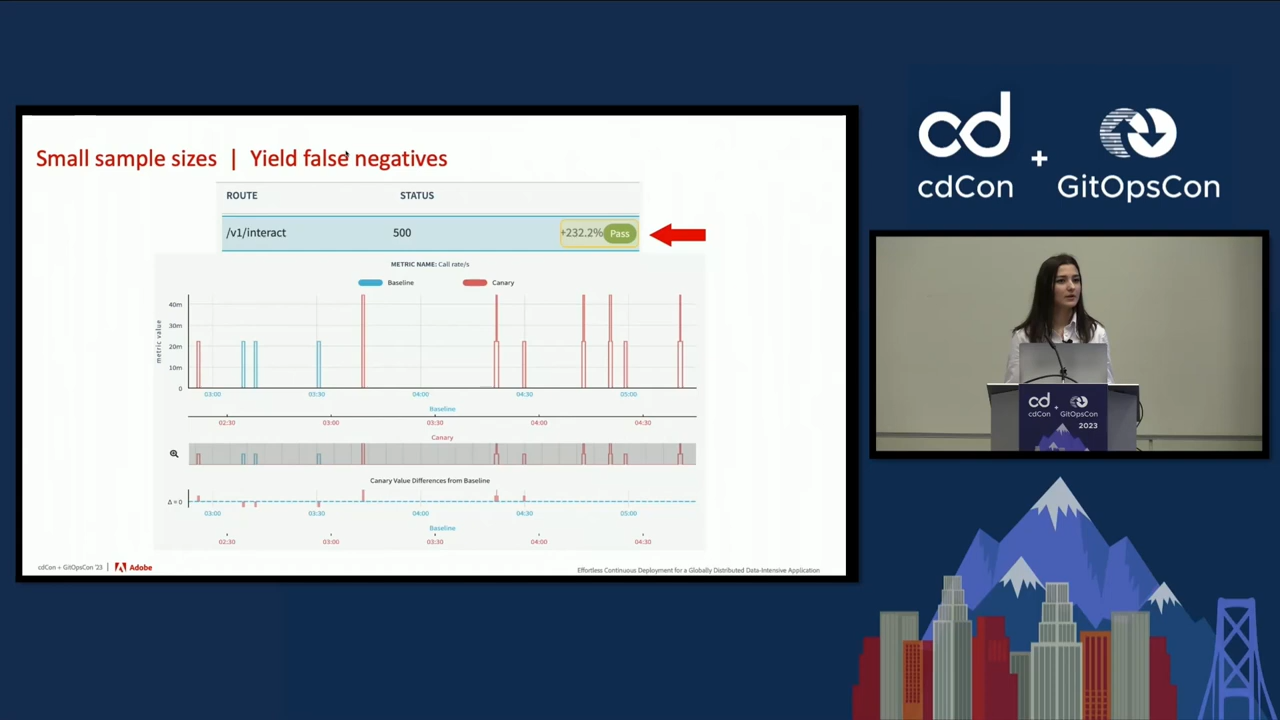 Small sample sizes | Yield false negatives
ROUTE STATUS
/v1/interact 500 +232.2% Pass
METRIC NAME: Call rate/s
Baseline Canary
metric value
40m
30m
20m
10m
0
03:00 03:30 04:00 04:30 05:00
Baseline
02:30 03:00 03:30 04:00 04:30
Canary
Canary Value Differences from Baseline
Δ = 0
03:00 03:30 04:00 04:30 05:00
Baseline
02:30 03:00 03:30 04:00 04:30
cdCon + GitOpsCon '23 | Adobe
Effortless Continuous Deployment for a Globally Distributed Data-Intensive Application
cd + 
cdCon GitOpsCon
cd +
cdCon GitOpsCon
2023